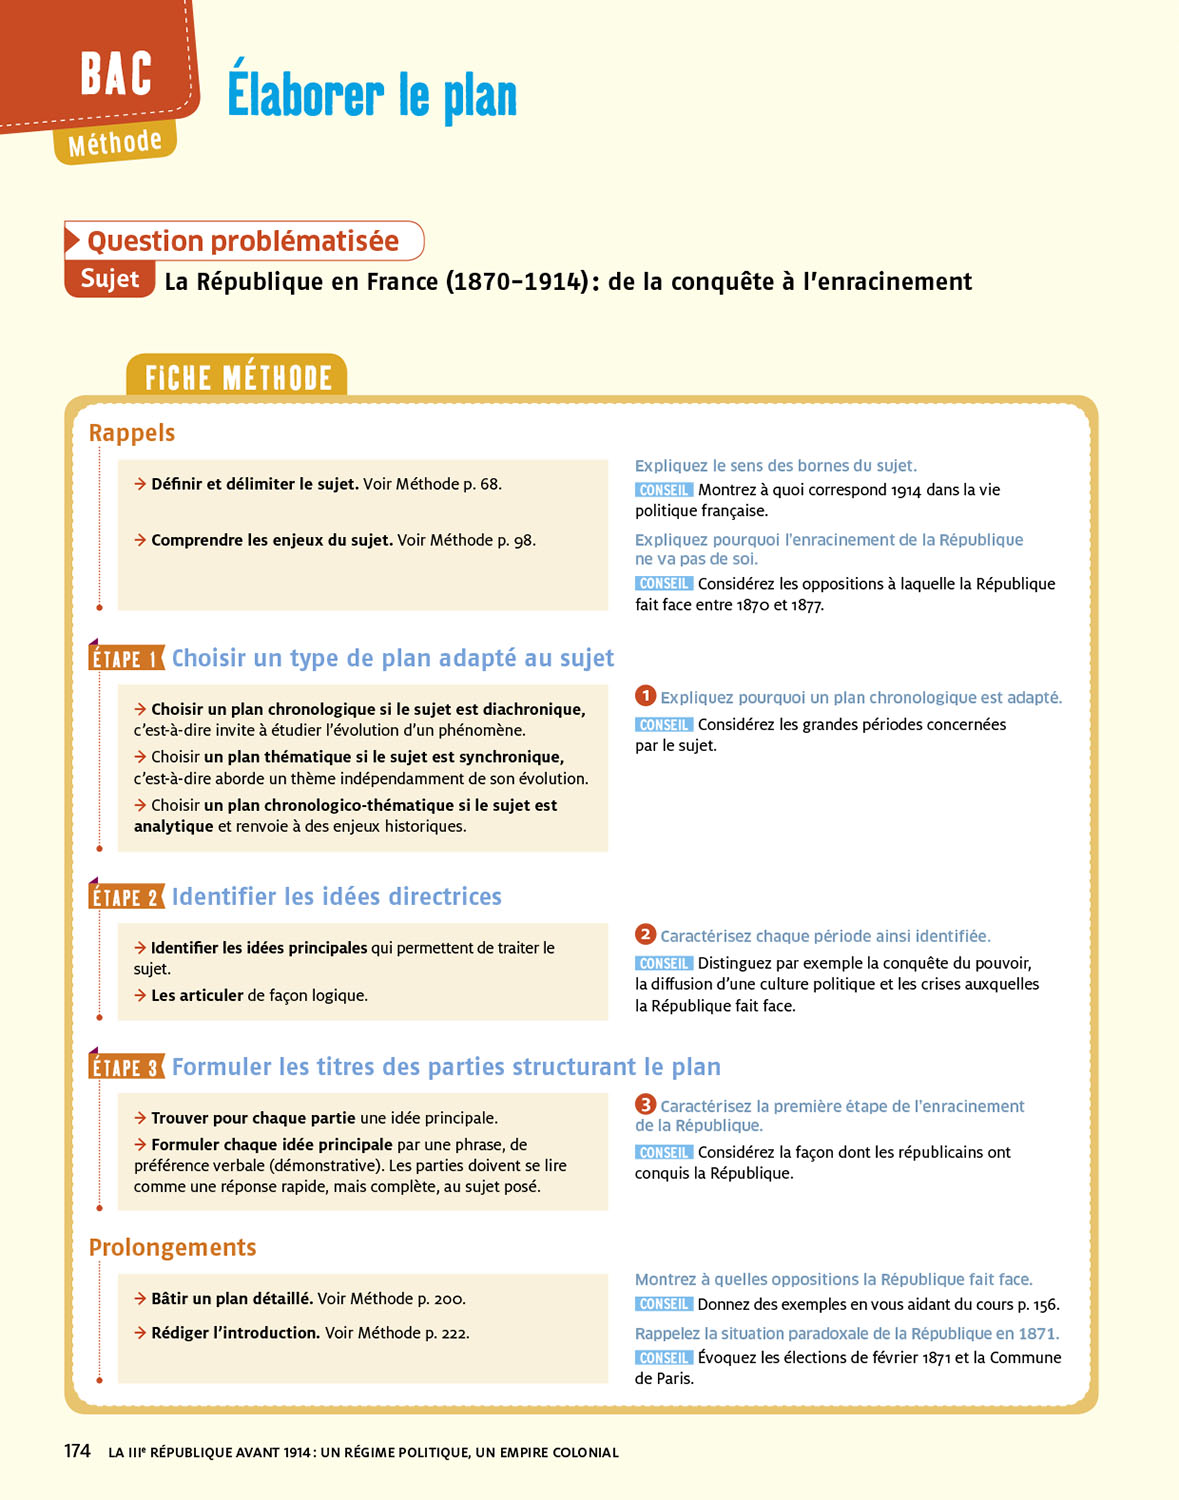 BAC
Méthode
Élaborer le plan
Question problématisée
Sujet La République en France (1870-1914) : de la conquête à l'enracinement
FiCHE MÉTHODE
Rappels
→ Définir et délimiter le sujet. Voir Méthode p. 68.
→ Comprendre les enjeux du sujet. Voir Méthode p. 98.
Expliquez le sens des bornes du sujet.
CONSEIL Montrez à quoi correspond 1914 dans la vie
politique française.
Expliquez pourquoi l'enracinement de la République
ne va pas de soi.
CONSEIL Considérez les oppositions à laquelle la République
fait face entre 1870 et 1877.
ÉTAPE 1 Choisir un type de plan adapté au sujet
→ Choisir un plan chronologique si le sujet est diachronique,
c'est-à-dire invite à étudier l'évolution d'un phénomène.
→ Choisir un plan thématique si le sujet est synchronique,
c'est-à-dire aborde un thème indépendamment de son évolution.
→ Choisir un plan chronologico-thématique si le sujet est
analytique et renvoie à des enjeux historiques.
1 Expliquez pourquoi un plan chronologique est adapté.
CONSEIL Considérez les grandes périodes concernées
par le sujet.
ÉTAPE 2 Identifier les idées directrices
→ Identifier les idées principales qui permettent de traiter le
sujet.
→ Les articuler de façon logique.
2 Caractérisez chaque période ainsi identifiée.
CONSEIL Distinguez par exemple la conquête du pouvoir,
la diffusion d'une culture politique et les crises auxquelles
la République fait face.
ÉTAPE 3 Formuler les titres des parties structurant le plan
→ Trouver pour chaque partie une idée principale.
→ Formuler chaque idée principale par une phrase, de
préférence verbale (démonstrative). Les parties doivent se lire
comme une réponse rapide, mais complète, au sujet posé.
3 Caractérisez la première étape de l'enracinement
de la République.
CONSEIL Considérez la façon dont les républicains ont
conquis la République.
Prolongements
→ Bâtir un plan détaillé. Voir Méthode p. 200.
→ Rédiger l'introduction. Voir Méthode p. 222.
Montrez à quelles oppositions la République fait face.
CONSEIL Donnez des exemples en vous aidant du cours p. 156.
Rappelez la situation paradoxale de la République en 1871.
CONSEIL Évoquez les élections de février 1871 et la Commune
de Paris.
174 LA IIIe RÉPUBLIQUE AVANT 1914 : UN RÉGIME POLITIQUE, UN EMPIRE COLONIAL